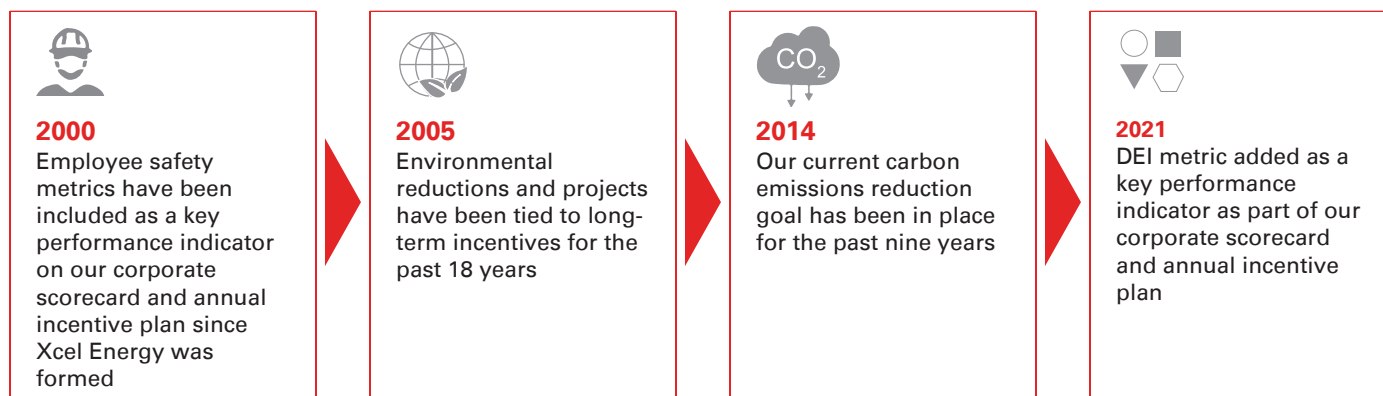 2000
Employee safety
metrics have been
included as a key
performance indicator
on our corporate
scorecard and annual
incentive plan since
Xcel Energy was
formed
2005
Environmental
reductions and projects
have been tied to long-
term incentives for the
past 18 years
CO2
2014
Our current carbon
emissions reduction
goal has been in place
for the past nine years
2021
DEI metric added as a
key performance
indicator as part of our
corporate scorecard
and annual incentive
plan